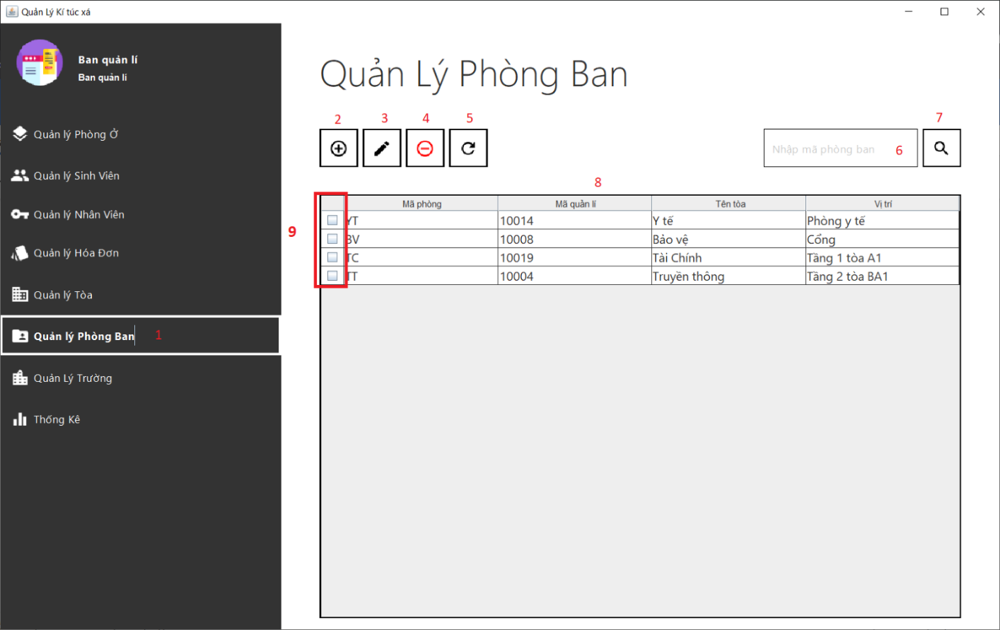 Quản Lý Kí túc xá
Ban quản lí
Ban quản lí
Quản lý Phòng Ở
Quản lý Sinh Viên
Quản lý Nhân Viên
Quản lý Hóa Đơn
Quản lý Tòa
Quản lý Phòng Ban 1
Quản Lý Trường
Thống Kê
Quản Lý Phòng Ban
2 3 4 5 7
Nhập mã phòng ban 6
8
9
Mã phòng Mã quản lí Tên tòa Vị trí
YT 10014 Y tế Phòng y tế
BV 10008 Bảo vệ Cổng
TC 10019 Tài Chính Tầng 1 tòa A1
TT 10004 Truyền thông Tầng 2 tòa BA1